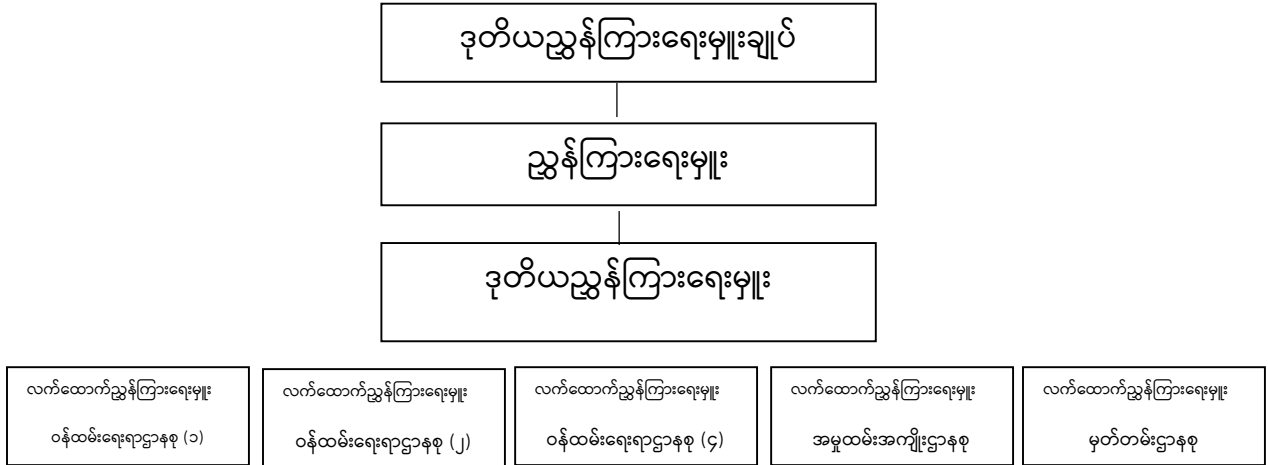 ဒုတိယညွှန်ကြားရေးမှူးချုပ်
ညွှန်ကြားရေးမှူး
ဒုတိယညွှန်ကြားရေးမှူး
လက်ထောက်ညွှန်ကြားရေးမှူး
ဝန်ထမ်းရေးရာဌာနစု (၁)
လက်ထောက်ညွှန်ကြားရေးမှူး
ဝန်ထမ်းရေးရာဌာနစု (၂)
လက်ထောက်ညွှန်ကြားရေးမှူး
ဝန်ထမ်းရေးရာဌာနစု (၄)
လက်ထောက်ညွှန်ကြားရေးမှူး
အမှုထမ်းအကျိုးဌာနစု
လက်ထောက်ညွှန်ကြားရေးမှူး
မှတ်တမ်းဌာနစု